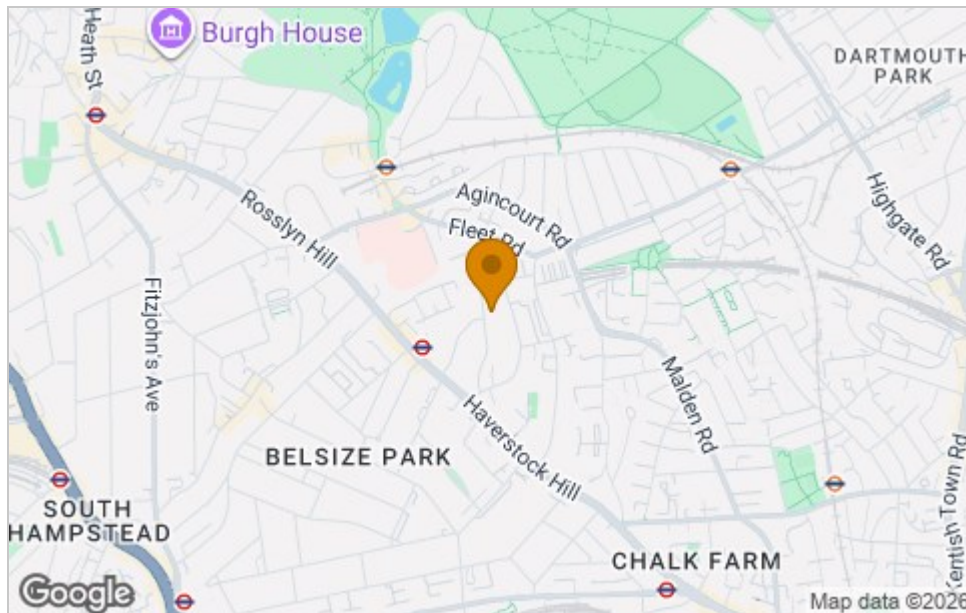 Heath St
Burgh House
DARTMOUTH
PARK
Rosslyn Hill
Agincourt Rd
Fleet Rd
Highgate Rd
Fitzjohn's Ave
Malden Rd
Haverstock Hill
BELSIZE PARK
SOUTH
HAMPSTEAD
Kentish Town Rd
CHALK FARM
Google
Map data ©2026